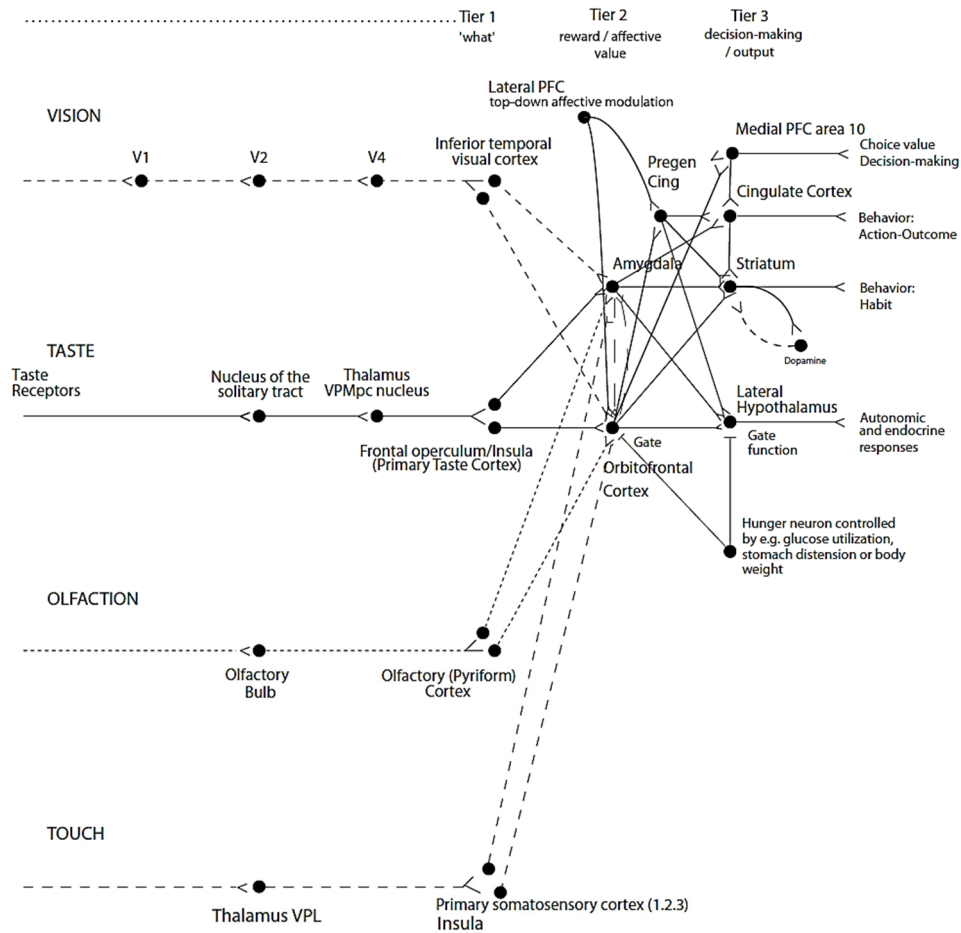 Tier 1
'what'
Tier 2
reward / affective
value
Tier 3
decision-making
/ output
Lateral PFC
top-down affective modulation
VISION
V1
V2
V4
Inferior temporal
visual cortex
Pregen
Cing
Medial PFC area 10
Choice value
Decision-making
Cingulate Cortex
Behavior:
Action-Outcome
Amygdala
Striatum
Behavior:
Habit
Dopamine
TASTE
Taste
Receptors
Nucleus of the
solitary tract
Thalamus
VPMpc nucleus
Frontal operculum/Insula
(Primary Taste Cortex)
Gate
Orbitofrontal
Cortex
Lateral
Hypothalamus
Gate
function
Autonomic
and endocrine
responses
Hunger neuron controlled
by e.g. glucose utilization,
stomach distension or body
weight
OLFACTION
Olfactory
Bulb
Olfactory (Pyriform)
Cortex
TOUCH
Thalamus VPL
Primary somatosensory cortex (1.2.3)
Insula